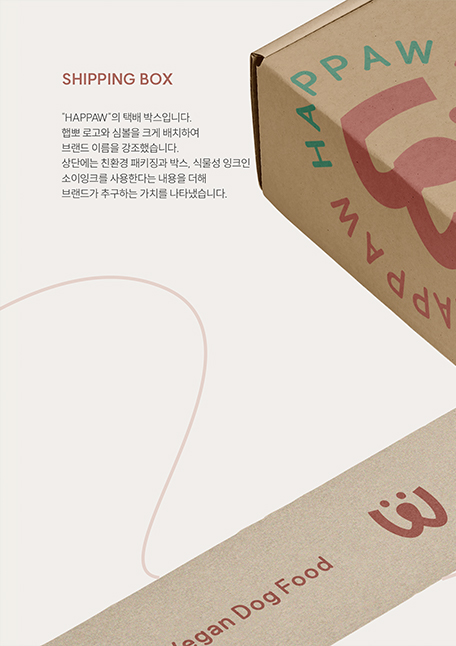 SHIPPING BOX
"HAPPAW"의 택배 박스입니다.
햅뽀 로고와 심볼을 크게 배치하여
브랜드 이름을 강조했습니다.
상단에는 친환경 패키징과 박스, 식물성 잉크인
소이잉크를 사용한다는 내용을 더해
브랜드가 추구하는 가치를 나타냈습니다.
HAPPAW
HAPPAW
Vegan Dog Food